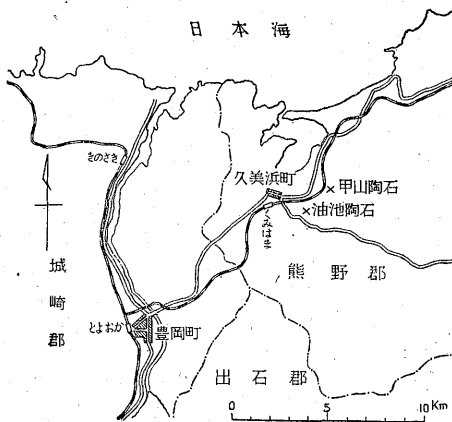 日本海
きのさき
久美浜町
×甲山陶石
×油池陶石
くみはま
熊野郡
城崎郡
とよおか
豊岡町
出石郡
0 5 10Km